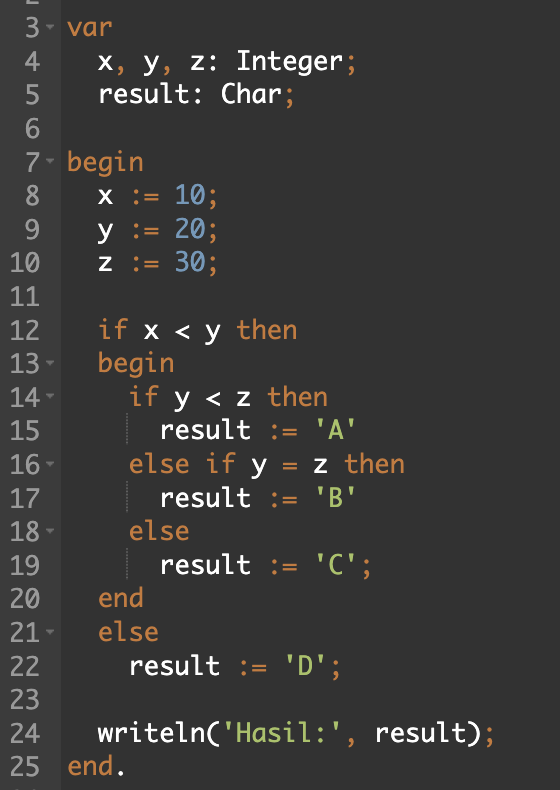 3 var
4   x, y, z: Integer;
5   result: Char;
6
7 begin
8   x := 10;
9   y := 20;
10   z := 30;
11
12   if x < y then
13   begin
14     if y < z then
15       result := 'A'
16     else if y = z then
17       result := 'B'
18     else
19       result := 'C';
20   end
21   else
22     result := 'D';
23
24   writeln('Hasil:', result);
25 end.